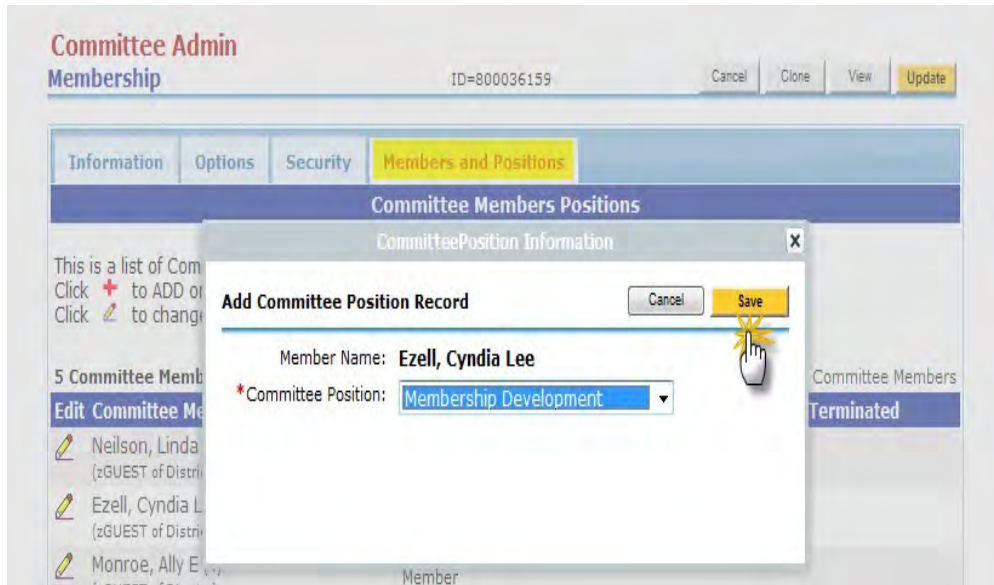 Committee Admin
Membership ID=800036159 Cancel Clone View Update
Information Options Security Members and Positions
Committee Members Positions
CommitteePosition Information x
This is a list of Com
Click + to ADD or
Click to change
Add Committee Position Record Cancel Save
Member Name: Ezell, Cyndia Lee
*Committee Position: Membership Development
5 Committee Memb Committee Members
Edit Committee Me Terminated
Neilson, Linda
(zGUEST of Distri
Ezell, Cyndia L
(zGUEST of Distri
Monroe, Ally E
Member